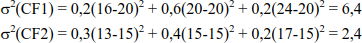 σ²(CF1) = 0,2(16-20)² + 0,6(20-20)² + 0,2(24-20)² = 6,4
σ²(CF2) = 0,3(13-15)² + 0,4(15-15)² + 0,2(17-15)² = 2,4